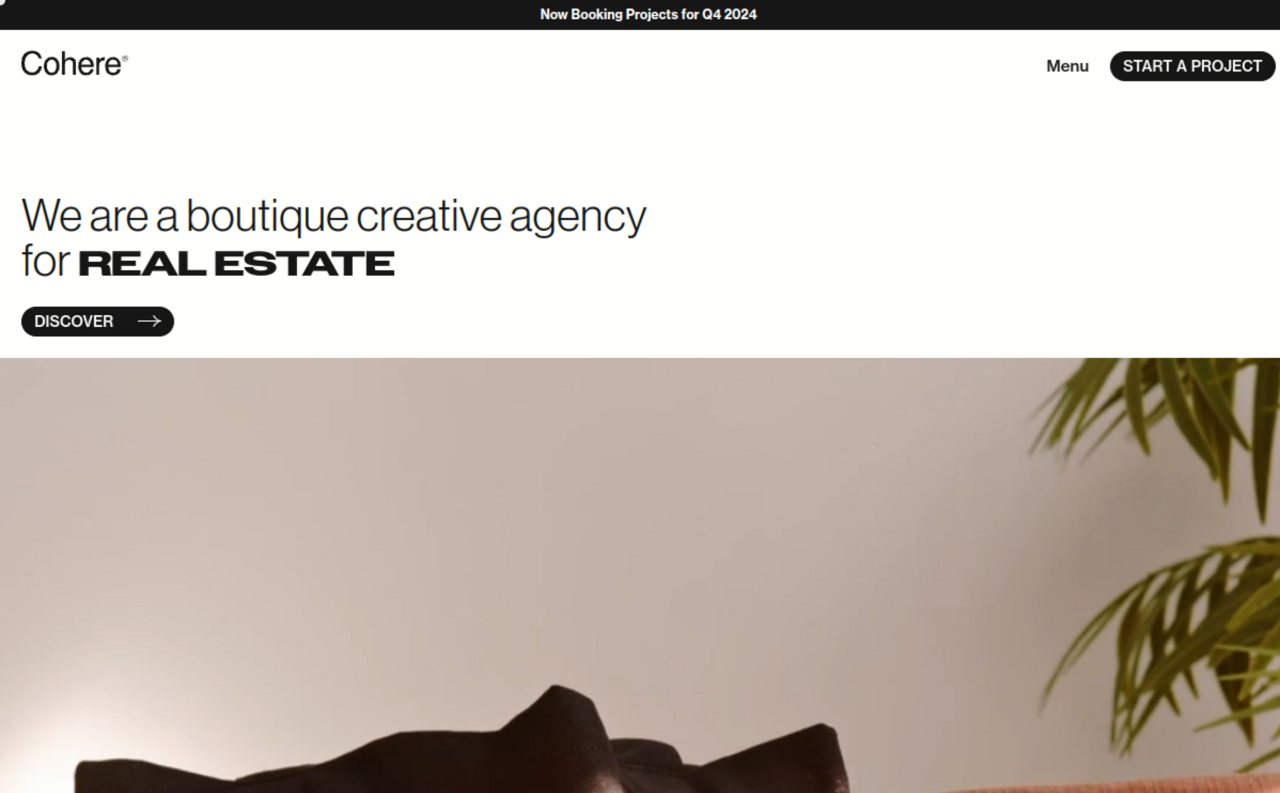 Now Booking Projects for Q4 2024
Cohere®
Menu
START A PROJECT
We are a boutique creative agency
for REAL ESTATE
DISCOVER →